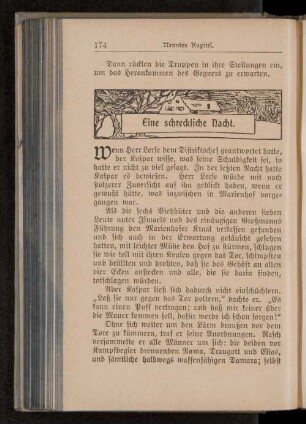 174
Neuntes Kapitel.
Dann rückten die Truppen in ihre Stellungen ein,
um das Herankommen des Gegners zu erwarten.
Eine schreckliche Nacht.
Wenn Herr Lerse dem Distriktschef geantwortet hatte,
der Kaspar wisse, was seine Schuldigkeit sei, so
hatte er nicht zu viel gesagt. In der letzten Nacht hatte
Kaspar es bewiesen. Herr Lerse würde mit noch
stolzerer Zuversicht auf ihn geblickt haben, wenn er
gewußt hätte, was inzwischen in Marienhof vorge-
gangen war.
Als die sechs Viehhüter und die anderen sieben
Leute unter und des einäugigen
Führung den Marienhofer Kraal verlassen gefunden
und sich auch in der Erwartung getäuscht gesehen
hatten, mit leichter Mühe den Hof zu stürmen, schlugen
sie wie toll mit ihren Keulen gegen das Tor, schimpften
und brüllten und drohten, daß sie das Gehöft an allen
vier Ecken anstecken und alle, die sie darin fänden,
totschlagen würden.
Aber Kaspar ließ sich dadurch nicht einschüchtern.
„Laß sie nur gegen das Tor poltern,“ dachte er. „Es
kann einen Puff vertragen; und daß mir keiner über
die Mauer kommen soll, dafür werde ich schon sorgen!“
Ohne sich weiter um den Lärm draußen vor dem
Tore zu kümmern, traf er seine Anordnungen. Rasch
versammelte er alle Männer um sich: die beiden vor
Kampfbegier brennenden Nama, Traugott und Elias,
und sämtliche halbwegs waffenfähigen Damara; selbst